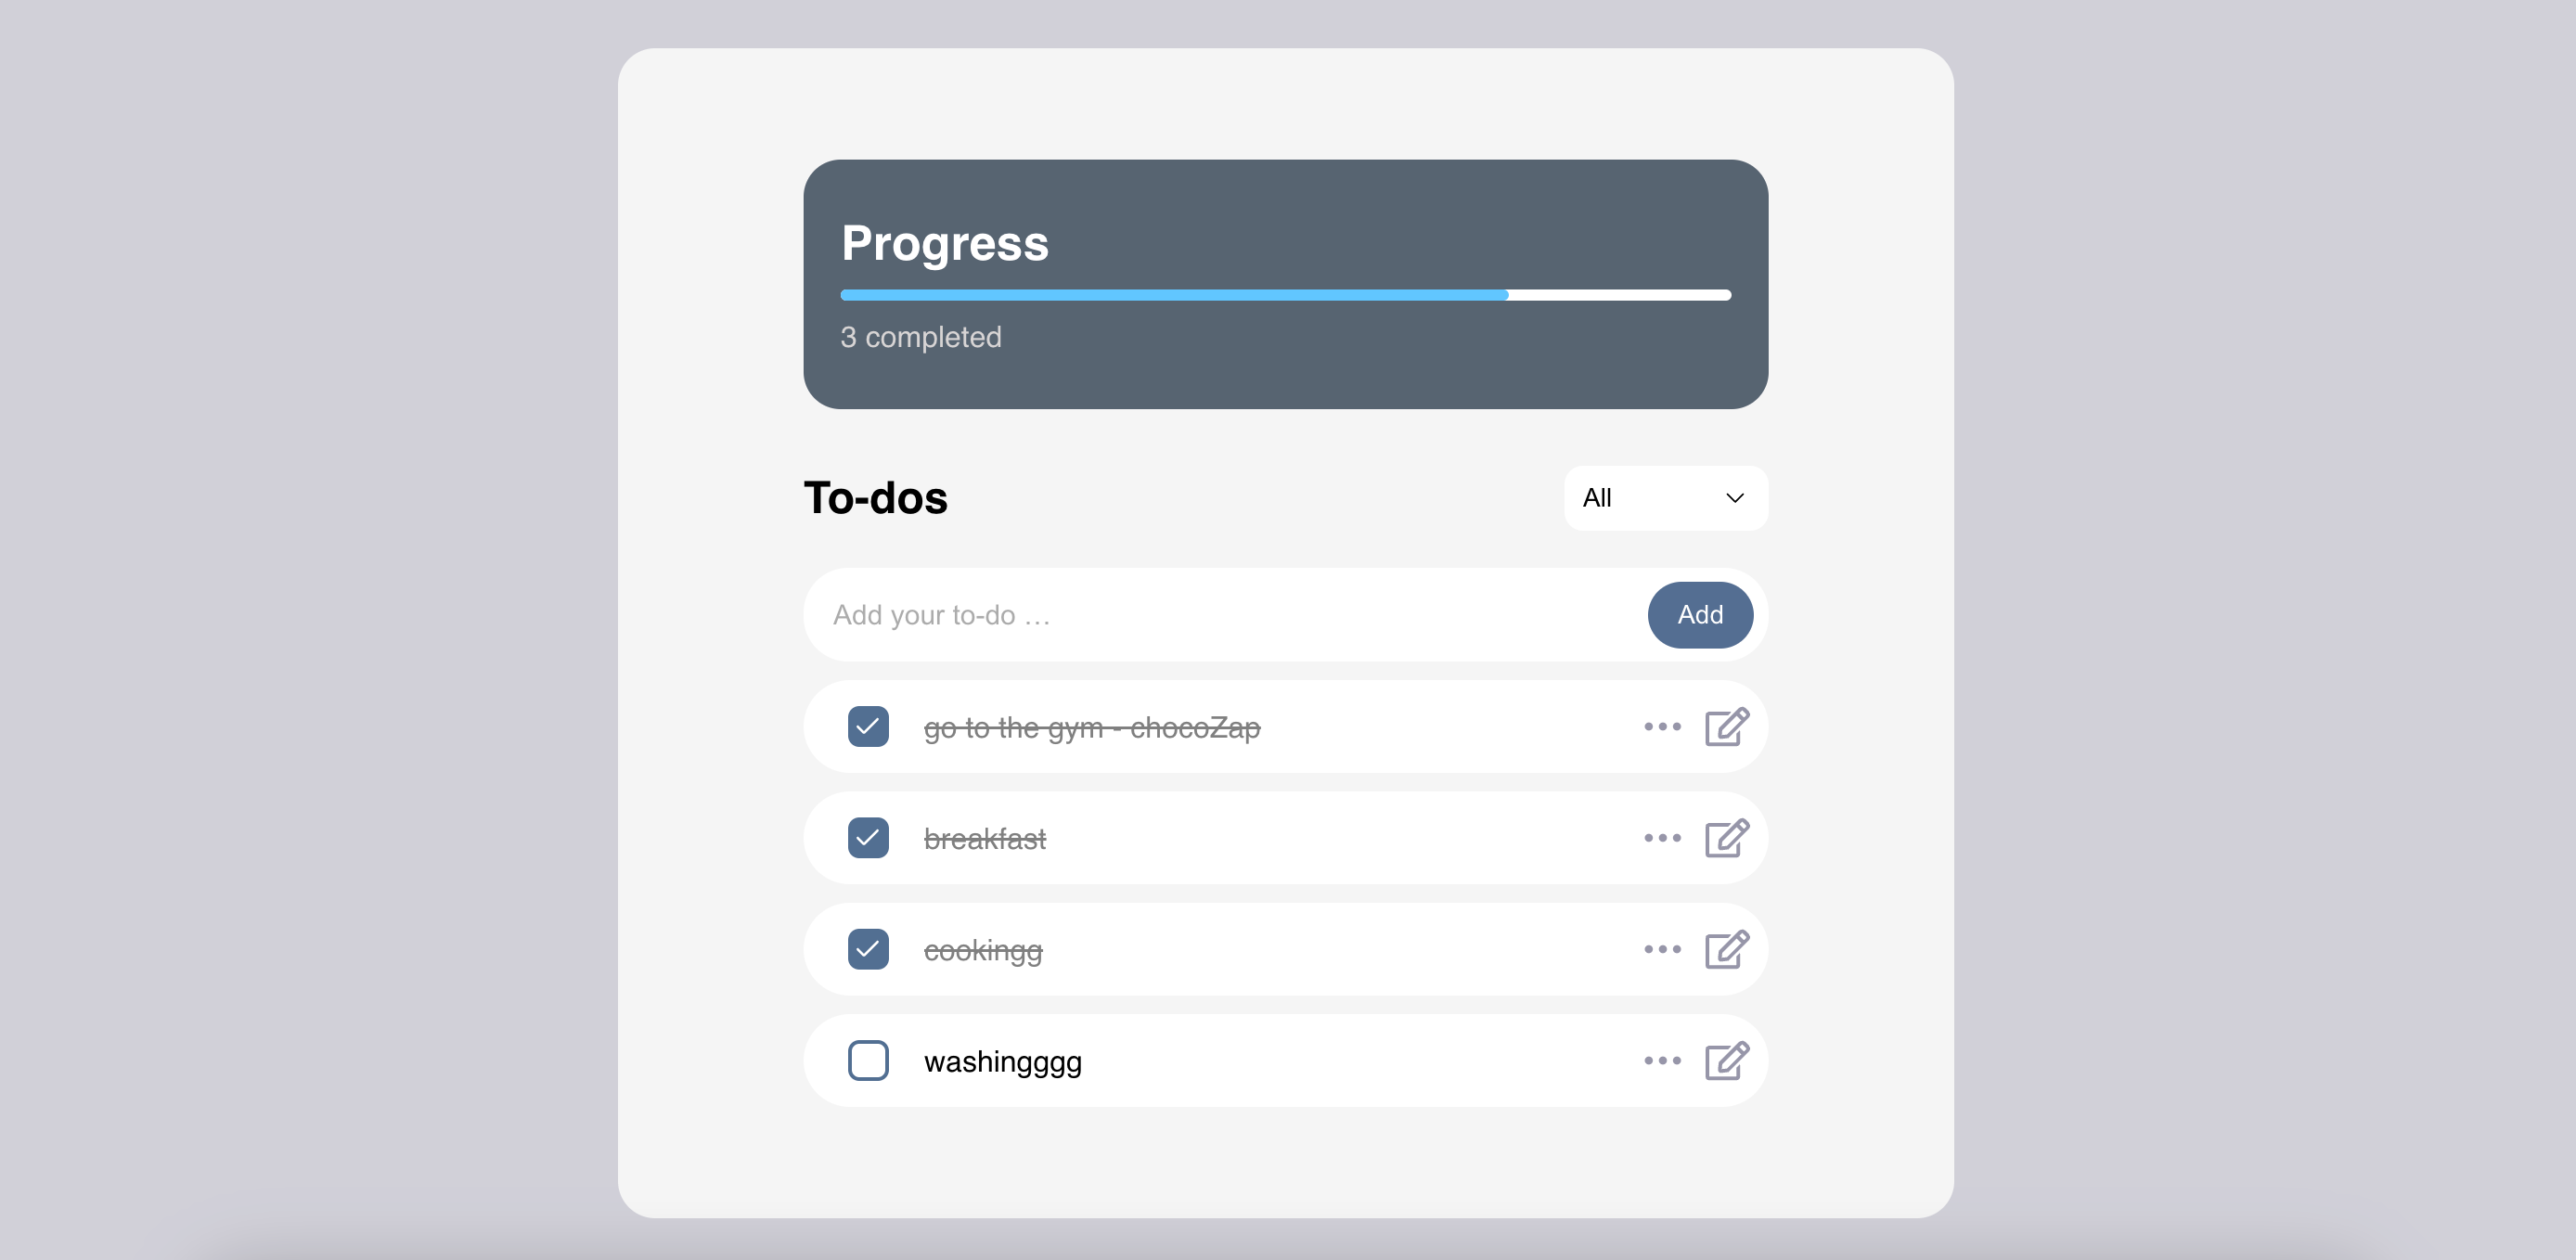 Progress
3 completed
To-dos
All
Add your to-do …
Add
go to the gym - chocoZap
breakfast
cookingg
washingggg